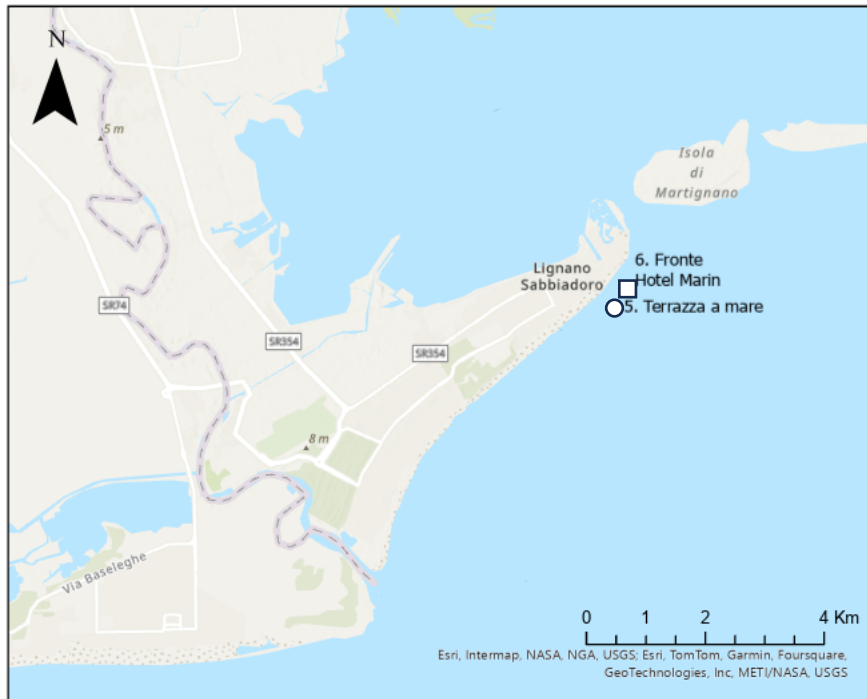 N
5 m
Isola
di
Martignano
6. Fronte
Hotel Marin
Lignano
Sabbiadoro
5. Terrazza a mare
SR74
SR354
SR354
8 m
Via Baseleghe
0 1 2 4 Km
Esri, Intermap, NASA, NGA, USGS; Esri, TomTom, Garmin, Foursquare,
GeoTechnologies, Inc, METI/NASA, USGS